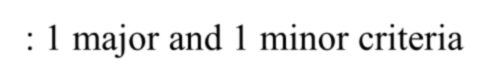 : 1 major and 1 minor criteria